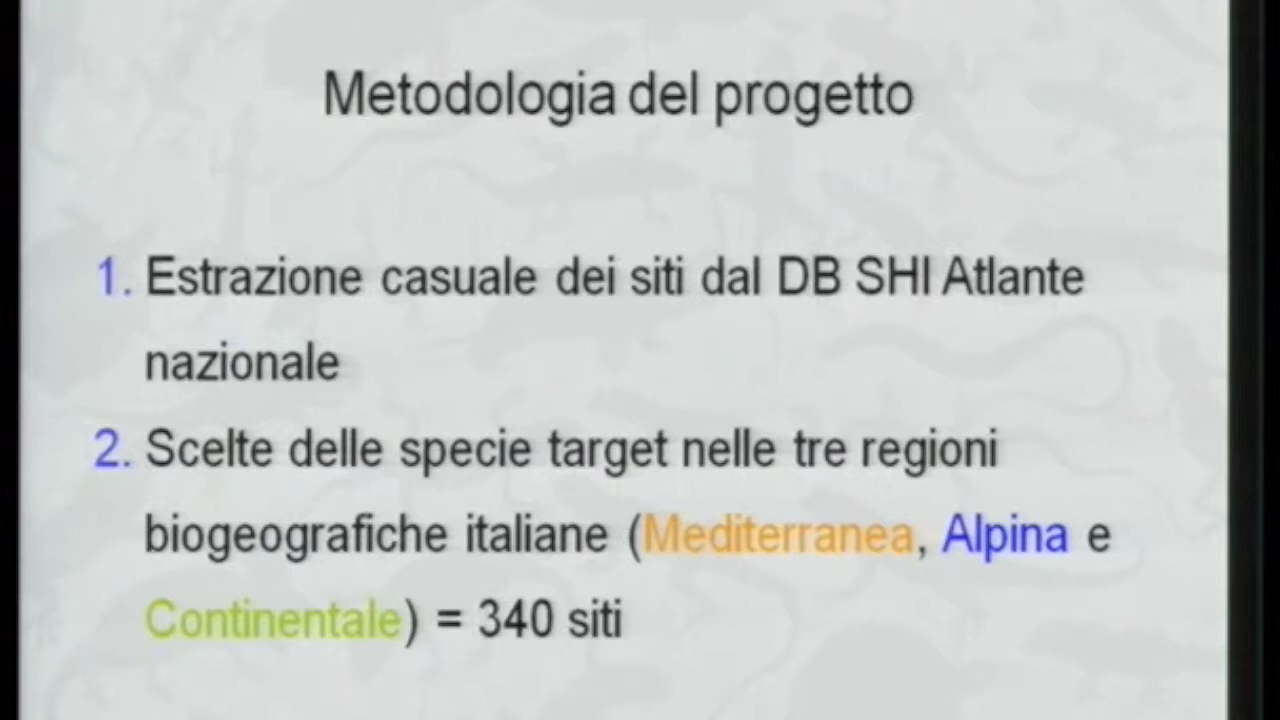 Metodologia del progetto
1. Estrazione casuale dei siti dal DB SHI Atlante
nazionale
2. Scelte delle specie target nelle tre regioni
biogeografiche italiane (Mediterranea, Alpina e
Continentale) = 340 siti